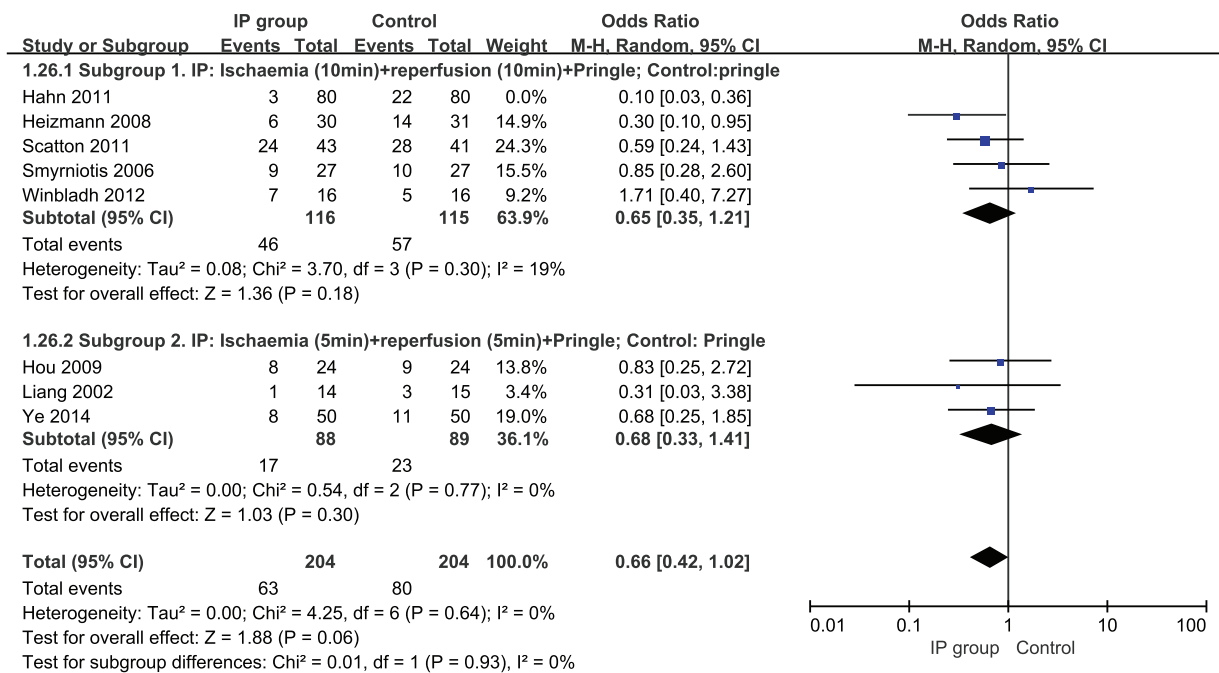 IP group Control Odds Ratio Odds Ratio
Study or Subgroup Events Total Events Total Weight M-H, Random, 95% CI M-H, Random, 95% CI
1.26.1 Subgroup 1. IP: Ischaemia (10min)+reperfusion (10min)+Pringle; Control:pringle
Hahn 2011 3 80 22 80 0.0% 0.10 [0.03, 0.36]
Heizmann 2008 6 30 14 31 14.9% 0.30 [0.10, 0.95]
Scatton 2011 24 43 28 41 24.3% 0.59 [0.24, 1.43]
Smyrniotis 2006 9 27 10 27 15.5% 0.85 [0.28, 2.60]
Winbladh 2012 7 16 5 16 9.2% 1.71 [0.40, 7.27]
Subtotal (95% CI) 116 115 63.9% 0.65 [0.35, 1.21]
Total events 46 57
Heterogeneity: Tau² = 0.08; Chi² = 3.70, df = 3 (P = 0.30); I² = 19%
Test for overall effect: Z = 1.36 (P = 0.18)
1.26.2 Subgroup 2. IP: Ischaemia (5min)+reperfusion (5min)+Pringle; Control: Pringle
Hou 2009 8 24 9 24 13.8% 0.83 [0.25, 2.72]
Liang 2002 1 14 3 15 3.4% 0.31 [0.03, 3.38]
Ye 2014 8 50 11 50 19.0% 0.68 [0.25, 1.85]
Subtotal (95% CI) 88 89 36.1% 0.68 [0.33, 1.41]
Total events 17 23
Heterogeneity: Tau² = 0.00; Chi² = 0.54, df = 2 (P = 0.77); I² = 0%
Test for overall effect: Z = 1.03 (P = 0.30)
Total (95% CI) 204 204 100.0% 0.66 [0.42, 1.02]
Total events 63 80
Heterogeneity: Tau² = 0.00; Chi² = 4.25, df = 6 (P = 0.64); I² = 0%
Test for overall effect: Z = 1.88 (P = 0.06)
Test for subgroup differences: Chi² = 0.01, df = 1 (P = 0.93), I² = 0%
0.01 0.1 1 10 100
IP group Control